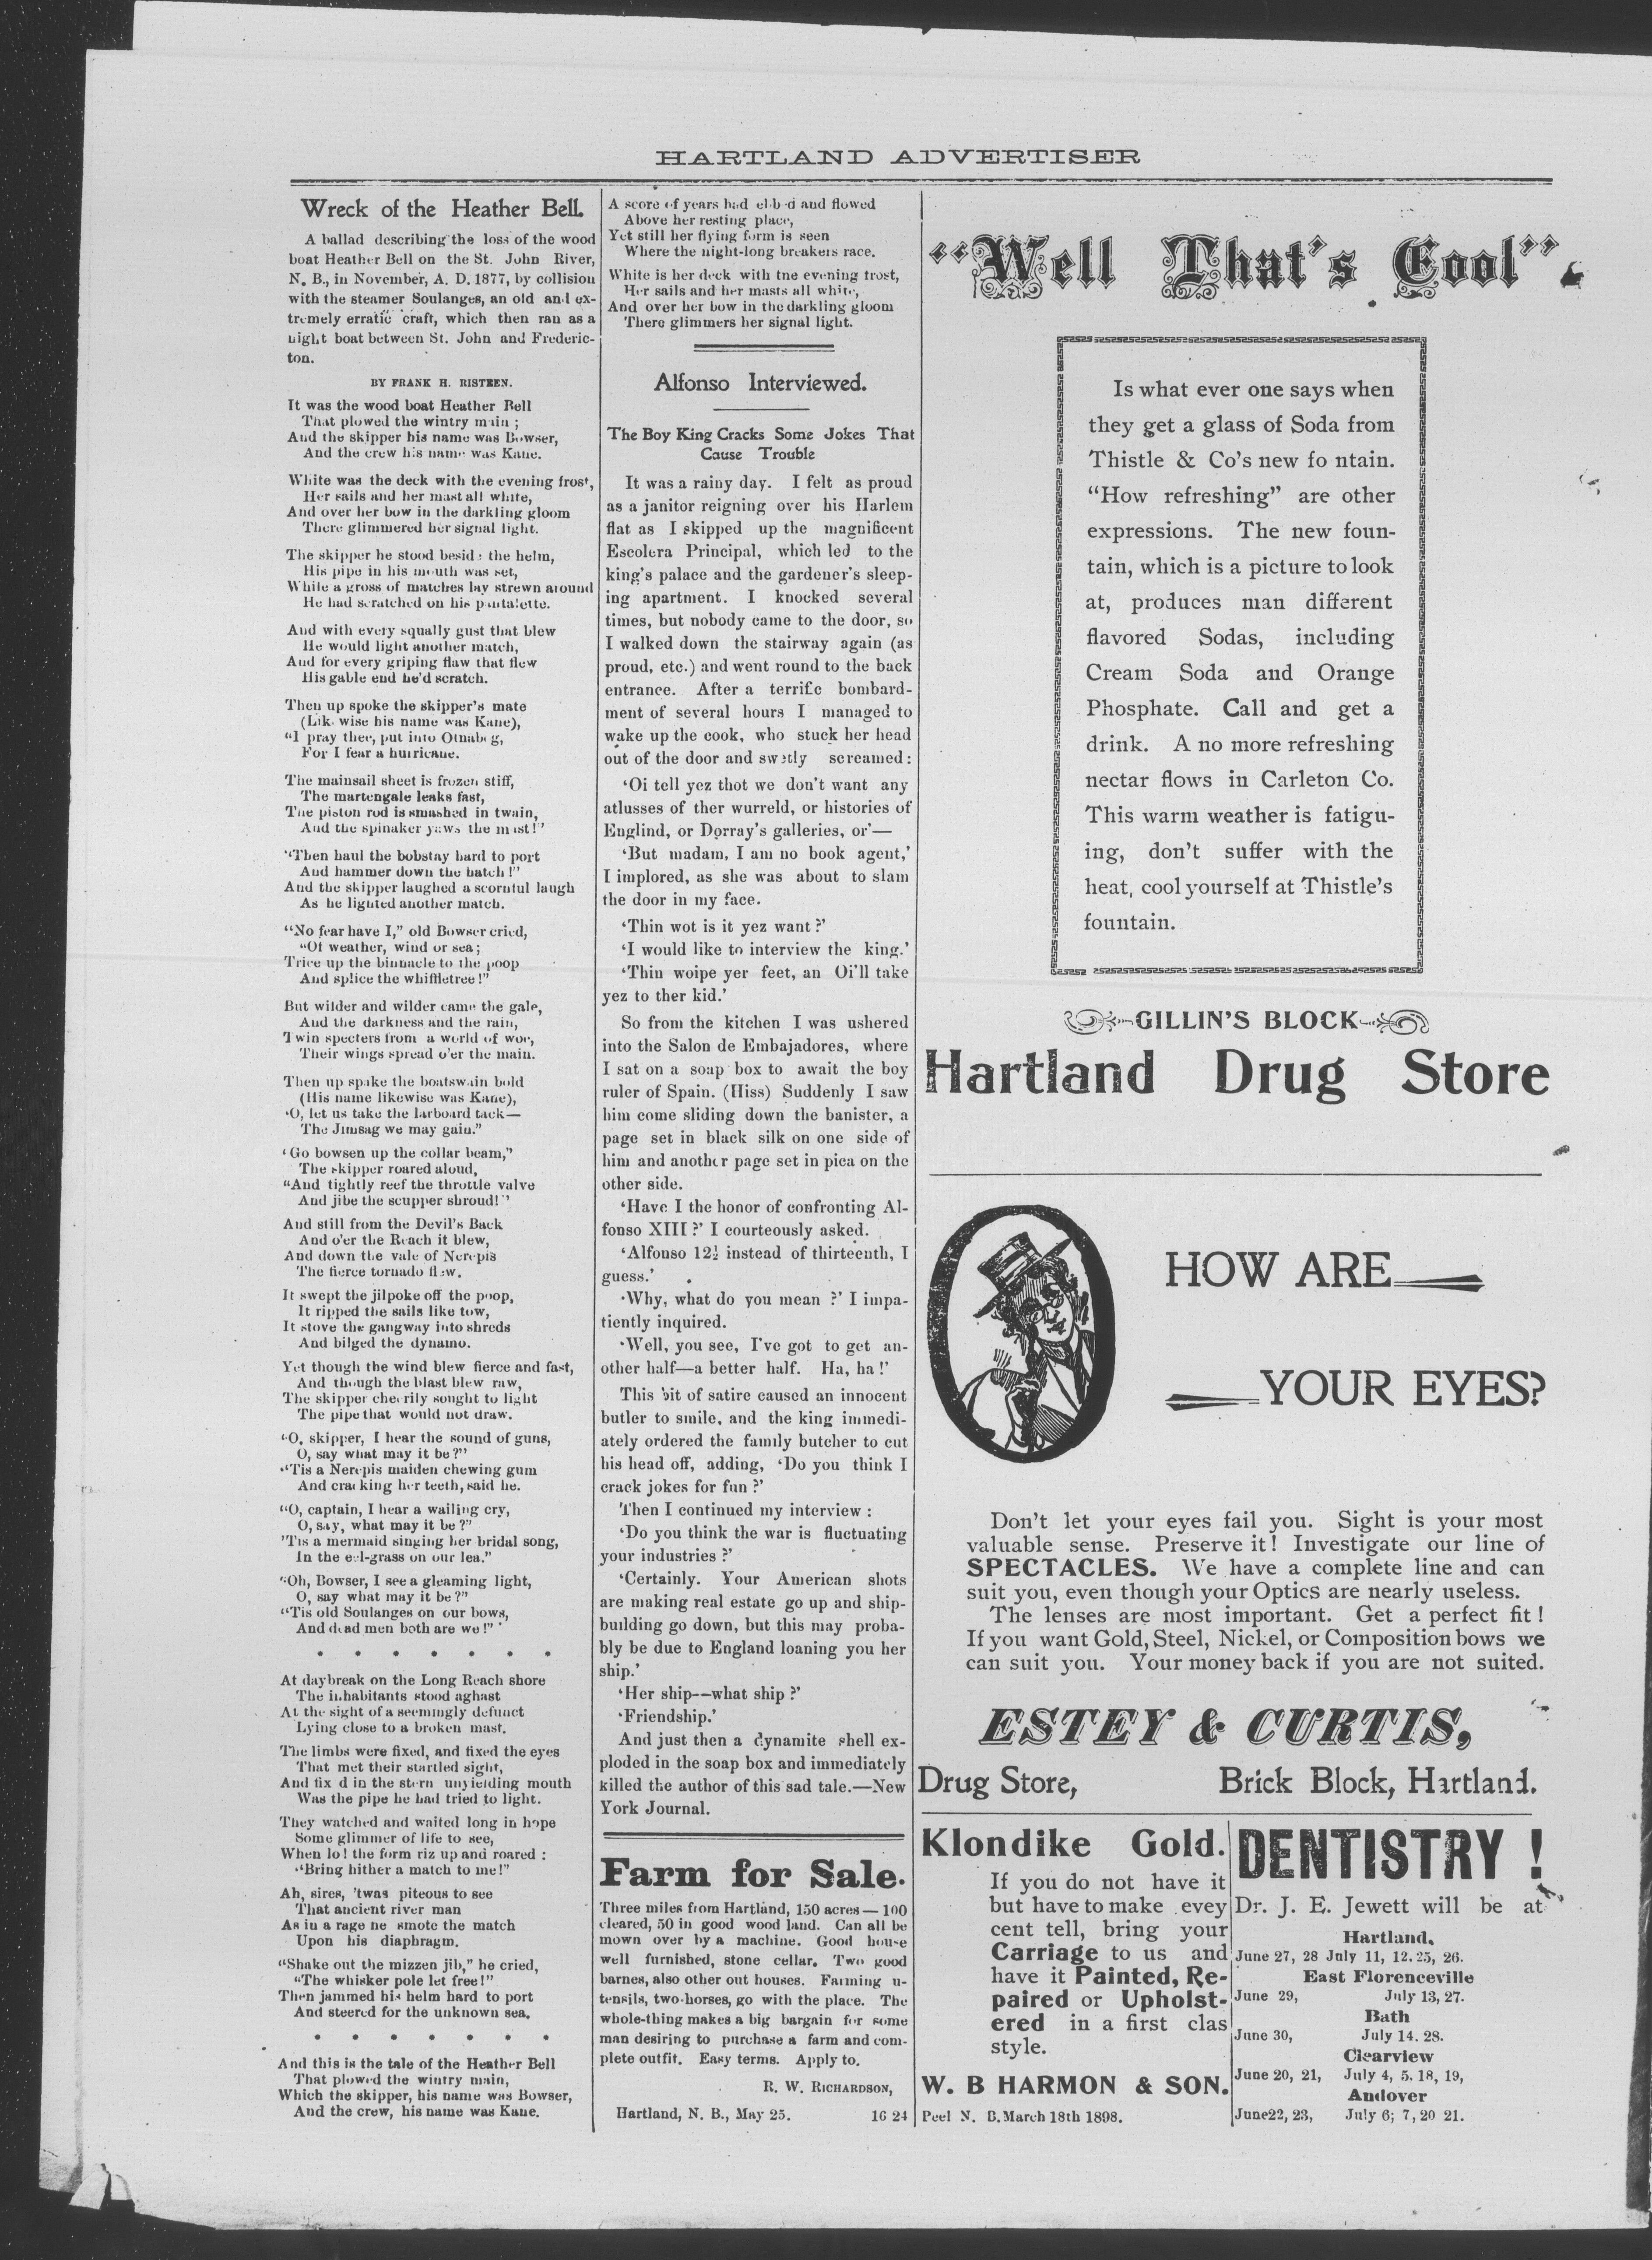 HARTLAND ADVERTISER
Wreck of the Heather Bell.
A ballad describing the loss of the wood
boat Heather Bell on the St. John River,
N. B., in November, A. D. 1877, by collision
with the steamer Soulanges, an old and ex-
tremely erratic craft, which then ran as a
night boat between St. John and Frederic-
ton.
BY FRANK H. RISTEEN.
It was the wood boat Heather Bell
That plowed the wintry main ;
And the skipper his name was Bowser,
And the crew his name was Kane.
White was the deck with the evening frost,
Her sails and her mast all white,
And over her bow in the darkling gloom
There glimmered her signal light.
The skipper he stood beside the helm,
His pipe in his mouth was set,
While a gross of matches lay strewn around
He had scratched on his pantalette.
And with every squally gust that blew
He would light another match,
And for every griping flaw that flew
His gable end he'd scratch.
Then up spoke the skipper's mate
(Likewise his name was Kane),
"I pray thee, put into Otnabog,
For I fear a hurricane.
The mainsail sheet is frozen stiff,
The martengale leaks fast,
The piston rod is smashed in twain,
And the spinaker yaws the mast!"
"Then haul the bobstay hard to port
And hammer down the hatch !"
And the skipper laughed a scornful laugh
As he lighted another match.
"No fear have I," old Bowser cried,
"Of weather, wind or sea;
Trice up the binnacle to the poop
And splice the whiffletree !"
But wilder and wilder came the gale,
And the darkness and the rain,
Twin specters from a world of woe,
Their wings spread o'er the main.
Then up spake the boatswain bold
(His name likewise was Kane),
'O, let us take the larboard tack—
The Jimsag we may gain."
'Go bowsen up the collar beam,"
The skipper roared aloud,
"And tightly reef the throttle valve
And jibe the scupper shroud!"
And still from the Devil's Back
And o'er the Reach it blew,
And down the vale of Nerepis
The fierce tornado flew.
It swept the jilpoke off the poop,
It ripped the sails like tow,
It stove the gangway into shreds
And bilged the dynamo.
Yet though the wind blew fierce and fast,
And though the blast blew raw,
The skipper cheerily sought to light
The pipe that would not draw.
"O, skipper, I hear the sound of guns,
O, say what may it be?"
"Tis a Nerepis maiden chewing gum
And cracking her teeth, said he.
"O, captain, I hear a wailing cry,
O, say, what may it be ?"
'Tis a mermaid singing her bridal song,
In the eel-grass on our lea."
"Oh, Bowser, I see a gleaming light,
O, say what may it be ?"
"Tis old Soulanges on our bows,
And dead men both are we !"
• • • • • • •
At daybreak on the Long Reach shore
The inhabitants stood aghast
At the sight of a seemingly defunct
Lying close to a broken mast.
The limbs were fixed, and fixed the eyes
That met their startled sight,
And fix d in the stern unyielding mouth
Was the pipe he had tried to light.
They watched and waited long in hope
Some glimmer of life to see,
When lo! the form riz up and roared :
"Bring hither a match to me!"
Ah, sires, 'twas piteous to see
That ancient river man
As in a rage he smote the match
Upon his diaphragm.
"Shake out the mizzen jib," he cried,
"The whisker pole let free!"
Then jammed his helm hard to port
And steered for the unknown sea.
• • • • • • •
And this is the tale of the Heather Bell
That plowed the wintry main,
Which the skipper, his name was Bowser,
And the crew, his name was Kane.
A score of years had ebbed and flowed
Above her resting place,
Yet still her flying form is seen
Where the night-long breakers race.
White is her deck with tne evening frost,
Her sails and her masts all white,
And over her bow in the darkling gloom
There glimmers her signal light.
Alfonso Interviewed.
The Boy King Cracks Some Jokes That
Cause Trouble
It was a rainy day. I felt as proud
as a janitor reigning over his Harlem
flat as I skipped up the magnificent
Escolera Principal, which led to the
king's palace and the gardener's sleep-
ing apartment. I knocked several
times, but nobody came to the door, so
I walked down the stairway again (as
proud, etc.) and went round to the back
entrance. After a terrific bombard-
ment of several hours I managed to
wake up the cook, who stuck her head
out of the door and swetly screamed:
'Oi tell yez thot we don't want any
atlusses of ther wurreld, or histories of
Englind, or Dorray's galleries, or'—
'But madam, I am no book agent,'
I implored, as she was about to slam
the door in my face.
'Thin wot is it yez want ?'
'I would like to interview the king.'
'Thin woipe yer feet, an Oi'll take
yez to ther kid.'
So from the kitchen I was ushered
into the Salon de Embajadores, where
I sat on a soap box to await the boy
ruler of Spain. (Hiss) Suddenly I saw
him come sliding down the banister, a
page set in black silk on one side of
him and another page set in pica on the
other side.
'Have I the honor of confronting Al-
fonso XIII ?' I courteously asked.
'Alfonso 12½ instead of thirteenth, I
guess.'
'Why, what do you mean ?' I impa-
tiently inquired.
'Well, you see, I've got to get an-
other half—a better half. Ha, ha !'
This bit of satire caused an innocent
butler to smile, and the king immedi-
ately ordered the family butcher to cut
his head off, adding, 'Do you think I
crack jokes for fun ?'
Then I continued my interview :
'Do you think the war is fluctuating
your industries ?'
'Certainly. Your American shots
are making real estate go up and ship-
building go down, but this may proba-
bly be due to England loaning you her
ship.'
'Her ship--what ship ?'
'Friendship.'
And just then a dynamite shell ex-
ploded in the soap box and immediately
killed the author of this sad tale.—New
York Journal.
Farm for Sale.
Three miles from Hartland, 150 acres — 100
cleared, 50 in good wood land. Can all be
mown over by a machine. Good house
well furnished, stone cellar. Two good
barnes, also other out houses. Farming u-
tensils, two-horses, go with the place. The
whole-thing makes a big bargain for some
man desiring to purchase a farm and com-
plete outfit. Easy terms. Apply to.
R. W. RICHARDSON,
Hartland, N. B., May 25. 16 24
"Well That's Cool"
Is what ever one says when
they get a glass of Soda from
Thistle & Co's new fo ntain.
"How refreshing" are other
expressions. The new foun-
tain, which is a picture to look
at, produces man different
flavored Sodas, including
Cream Soda and Orange
Phosphate. Call and get a
drink. A no more refreshing
nectar flows in Carleton Co.
This warm weather is fatigu-
ing, don't suffer with the
heat, cool yourself at Thistle's
fountain.
GILLIN'S BLOCK
Hartland Drug Store
HOW ARE
YOUR EYES?
Don't let your eyes fail you. Sight is your most
valuable sense. Preserve it! Investigate our line of
SPECTACLES. We have a complete line and can
suit you, even though your Optics are nearly useless.
The lenses are most important. Get a perfect fit !
If you want Gold, Steel, Nickel, or Composition bows we
can suit you. Your money back if you are not suited.
ESTEY & CURTIS,
Drug Store, Brick Block, Hartland.
Klondike Gold.
If you do not have it
but have to make evey
cent tell, bring your
Carriage to us and
have it Painted, Re-
paired or Upholst-
ered in a first clas
style.
W. B HARMON & SON.
Peel N. B. March 18th 1898.
DENTISTRY !
Dr. J. E. Jewett will be at
Hartland,
June 27, 28 July 11, 12. 25, 26.
East Florenceville
June 29, July 13, 27.
Bath
June 30, July 14. 28.
Clearview
June 20, 21, July 4, 5, 18, 19,
Andover
June22, 23, July 6; 7, 20 21.